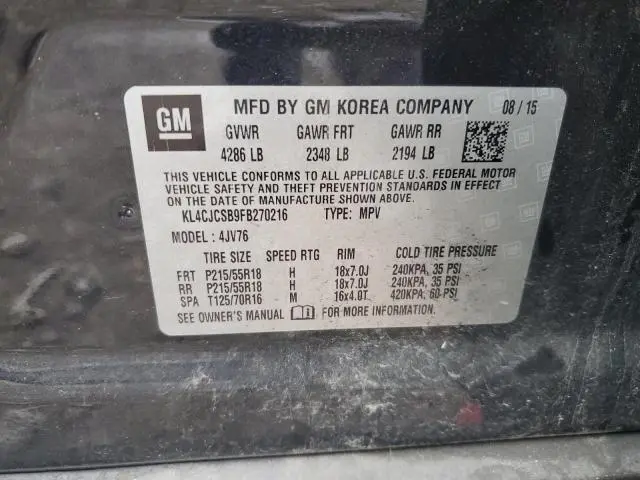 GM
MFD BY GM KOREA COMPANY 08/15
GVWR GAWR FRT GAWR RR
4286 LB 2348 LB 2194 LB
THIS VEHICLE CONFORMS TO ALL APPLICABLE U.S. FEDERAL MOTOR
VEHICLE SAFETY AND THEFT PREVENTION STANDARDS IN EFFECT
ON THE DATE OF MANUFACTURE SHOWN ABOVE.
KL4CJCSB9FB270216 TYPE: MPV
MODEL: 4JV76
TIRE SIZE SPEED RTG RIM COLD TIRE PRESSURE
FRT P215/55R18 H 18x7.0J 240KPA, 35 PSI
RR P215/55R18 H 18x7.0J 240KPA, 35 PSI
SPA T125/70R16 M 16x4.0T 420KPA, 60 PSI
SEE OWNER'S MANUAL FOR MORE INFORMATION.